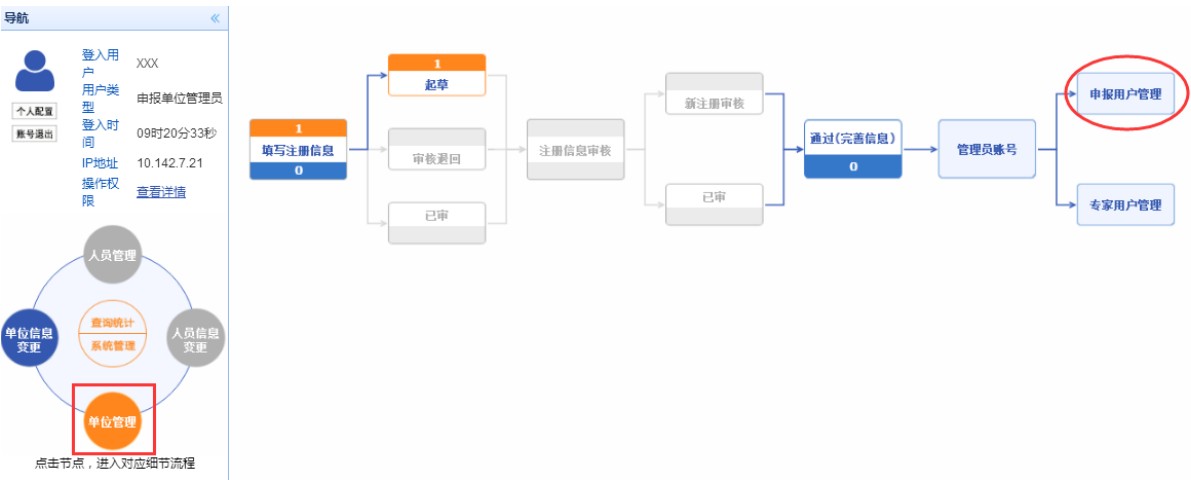 导航
«
登入用
户
XXX
用户类
型
申报单位管理员
登入时
间
09时20分33秒
IP地址
10.142.7.21
操作权
限
查看详情
个人配置
账号退出
人员管理
单位信息
变更
查询统计
系统管理
人员信息
变更
单位管理
点击节点，进入对应细节流程
1
填写注册信息
0
1
起草
审核退回
已审
注册信息审核
新注册审核
已审
通过(完善信息)
0
管理员账号
申报用户管理
专家用户管理